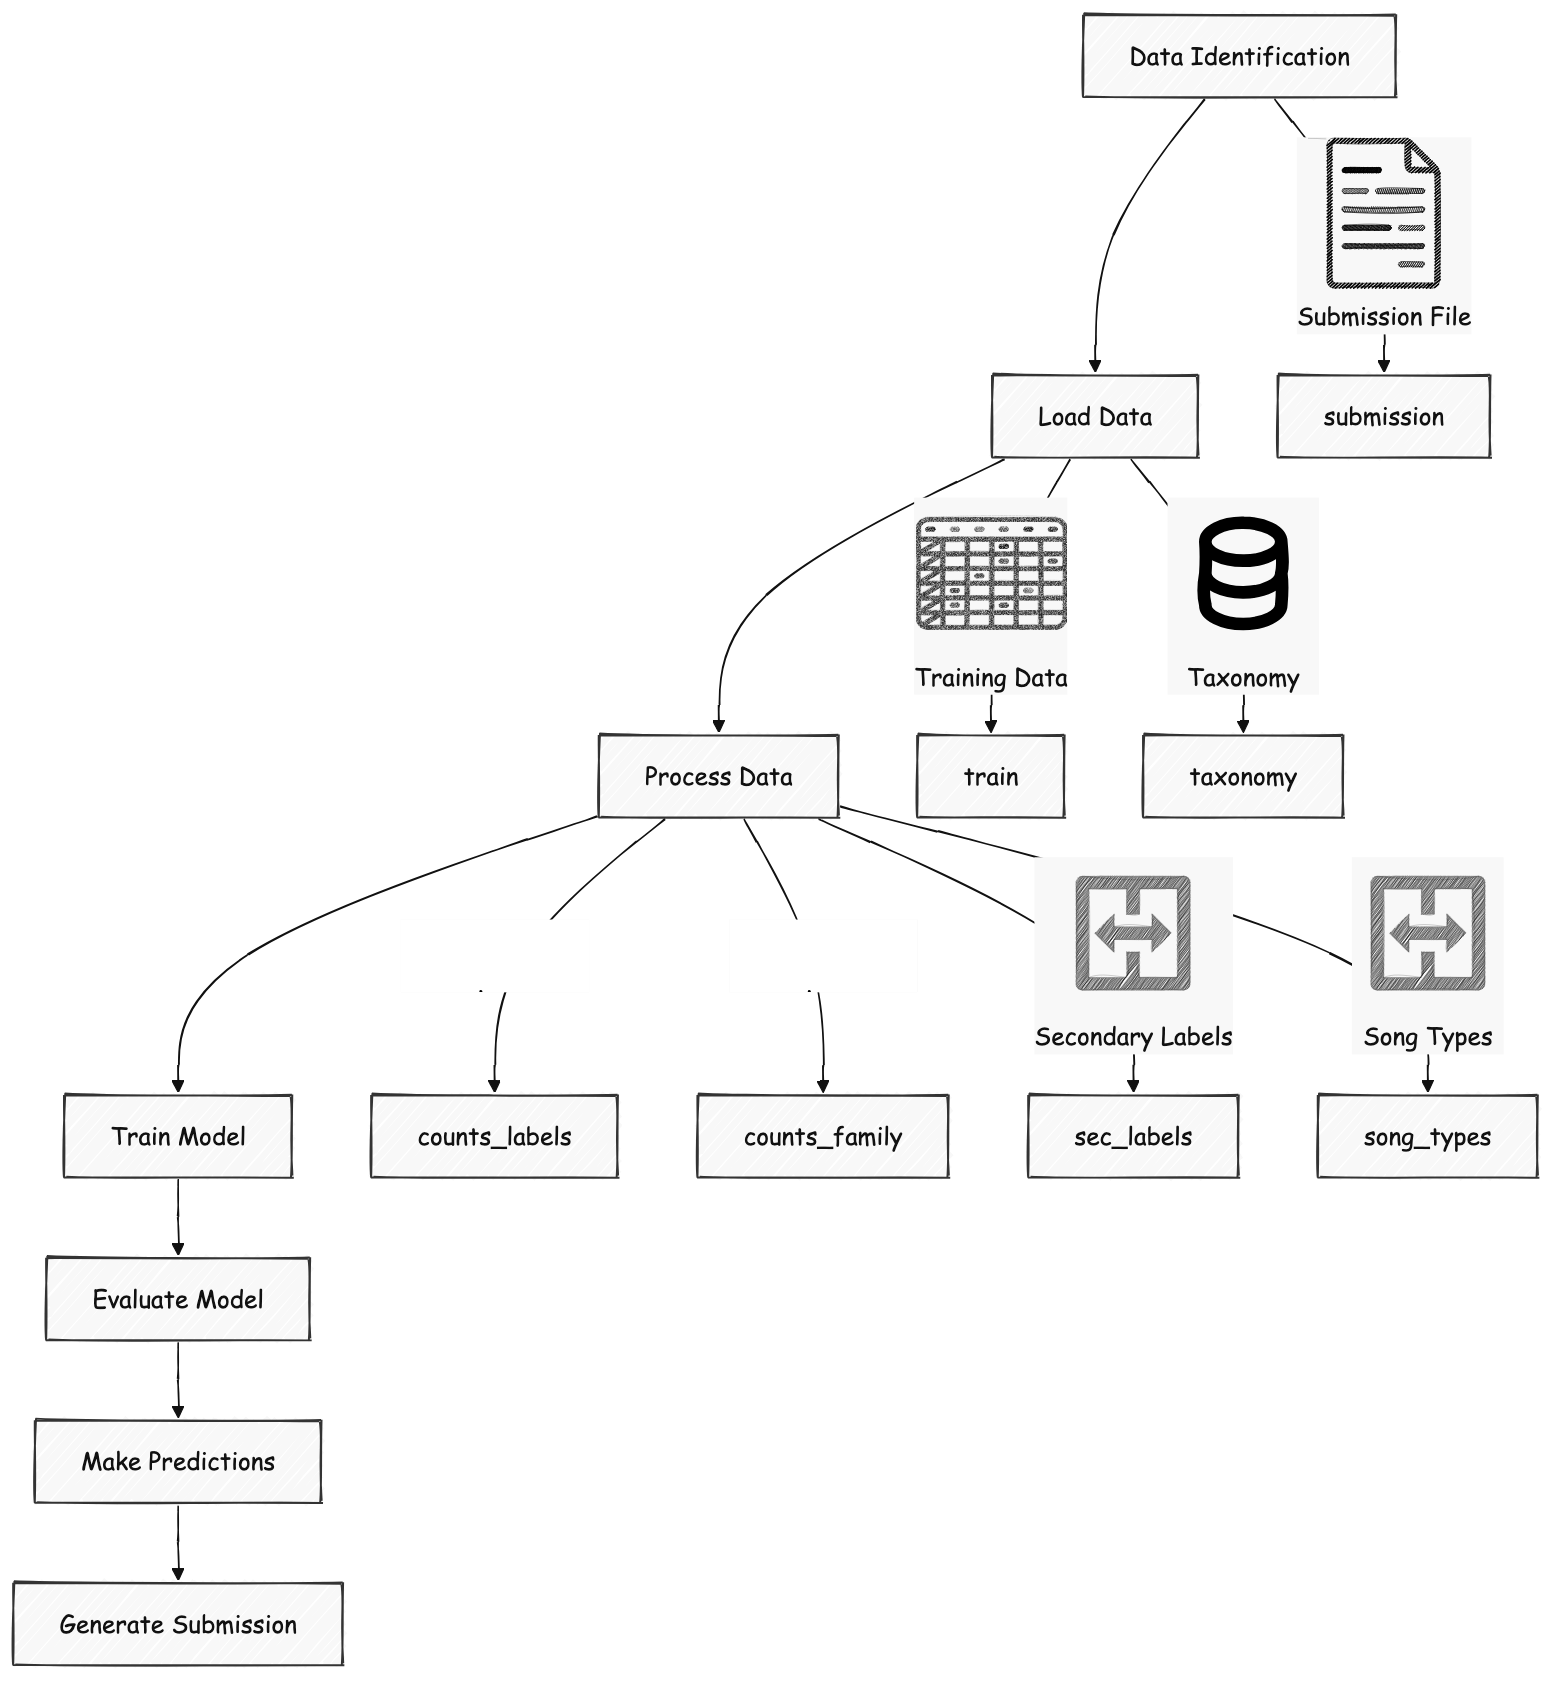 Data Identification
Submission File
Load Data
submission
Training Data
Taxonomy
Process Data
train
taxonomy
Secondary Labels
Song Types
Train Model
counts_labels
counts_family
sec_labels
song_types
Evaluate Model
Make Predictions
Generate Submission